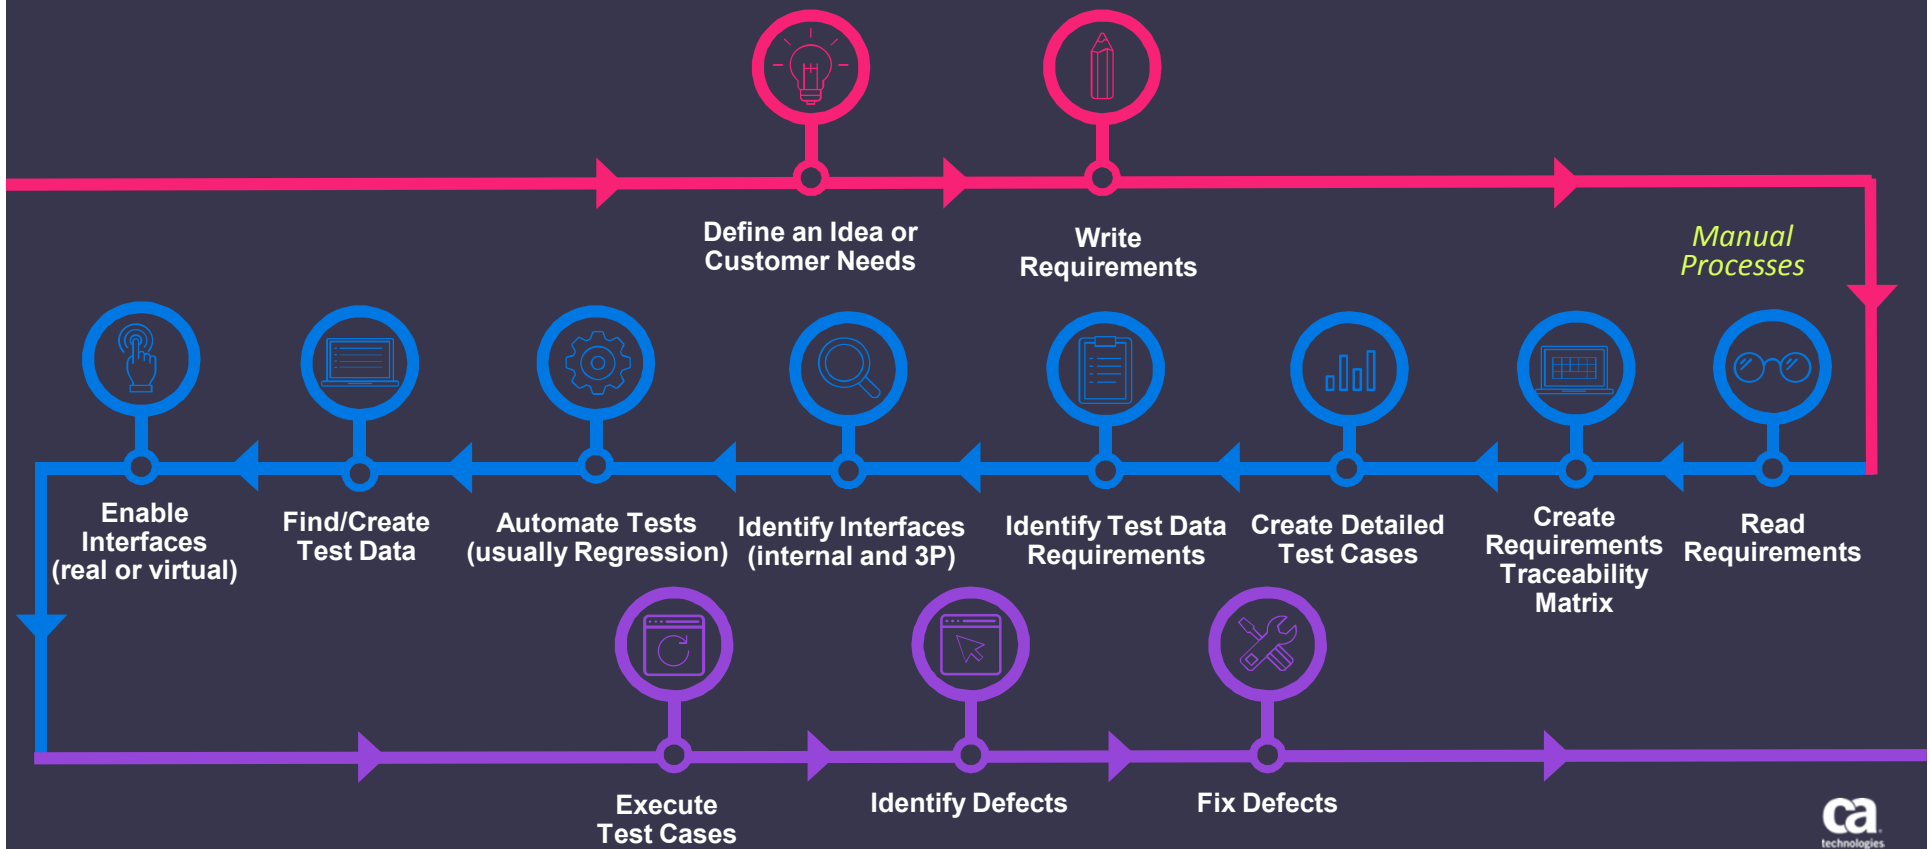 Define an Idea or
Customer Needs
Write
Requirements
Manual
Processes
Enable
Interfaces
(real or virtual)
Find/Create
Test Data
Automate Tests
(usually Regression)
Identify Interfaces
(internal and 3P)
Identify Test Data
Requirements
Create Detailed
Test Cases
Create
Requirements
Traceability
Matrix
Read
Requirements
Execute
Test Cases
Identify Defects
Fix Defects
ca
technologies